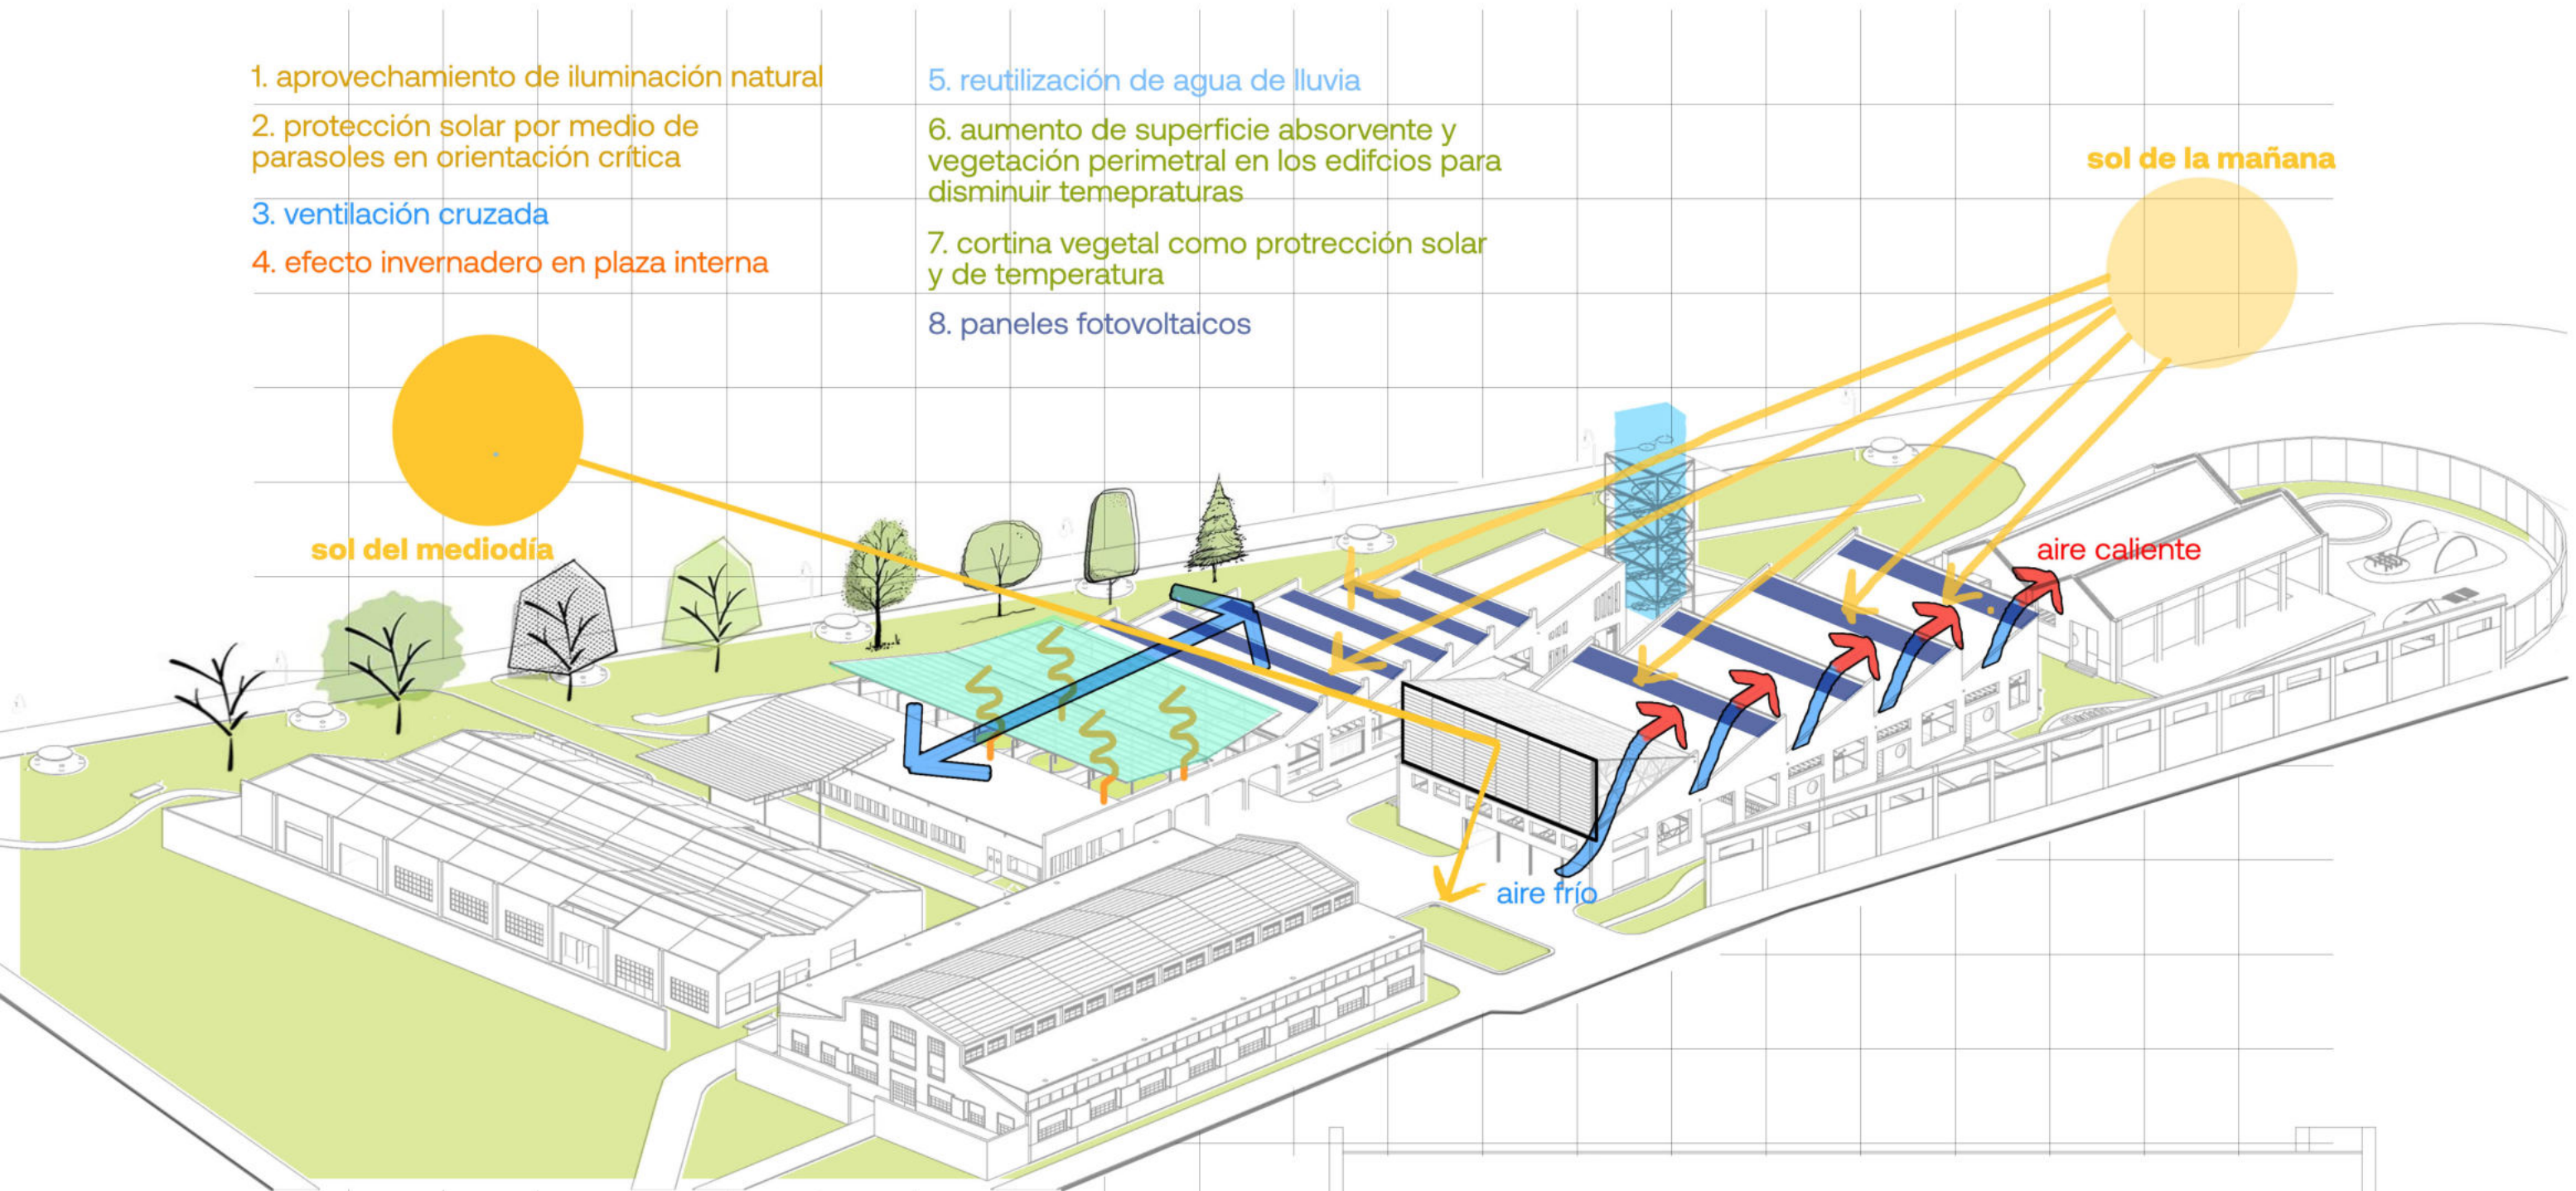 1. aprovechamiento de iluminación natural
2. protección solar por medio de
parasoles en orientación crítica
3. ventilación cruzada
4. efecto invernadero en plaza interna
5. reutilización de agua de lluvia
6. aumento de superficie absorvente y
vegetación perimetral en los edifcios para
disminuir temepraturas
7. cortina vegetal como protrección solar
y de temperatura
8. paneles fotovoltaicos
sol de la mañana
sol del mediodía
aire caliente
aire frío